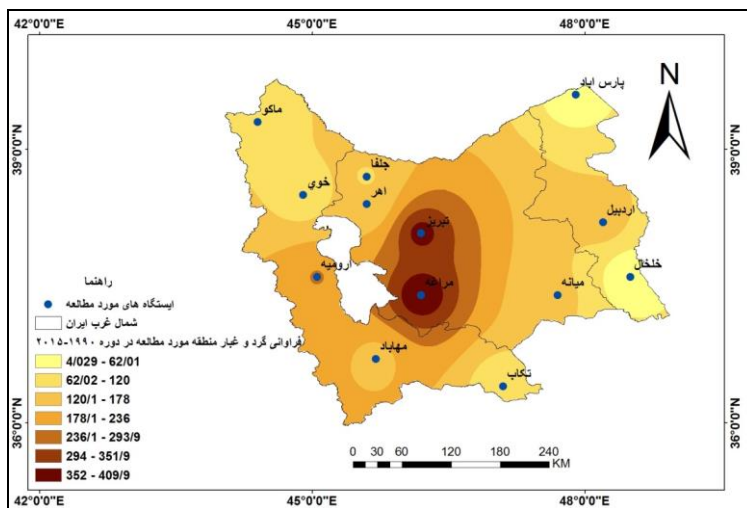 42°0'0"E
45°0'0"E
48°0'0"E
39°0'0"N
39°0'0"N
36°0'0"N
36°0'0"N
42°0'0"E
45°0'0"E
48°0'0"E
N
پارس اباد
ماکو
جلفا
خوي
اهر
تبریز
اردبیل
ارومیه
مراغه
میانه
خلخال
مهاباد
تکاب
راهنما
ایستگاه های مورد مطالعه
شمال غرب ایران
فراوانی گرد و غبار منطقه مورد مطالعه در دوره ۱۹۹۰-۲۰۱۵
4/029 - 62/01
62/02 - 120
120/1 - 178
178/1 - 236
236/1 - 293/9
294 - 351/9
352 - 409/9
0 30 60 120 180 240
KM